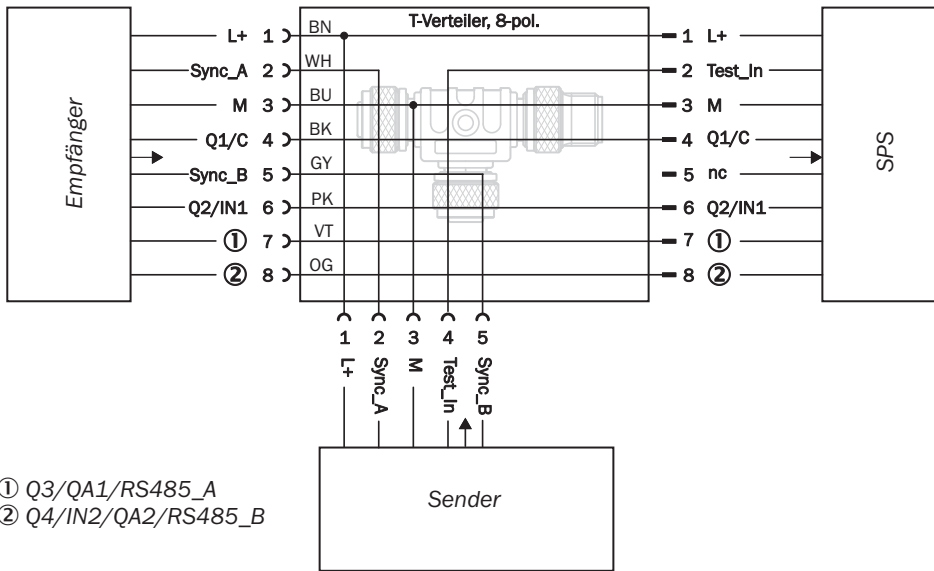 T-Verteiler, 8-pol.
Empfänger
L+ 1 BN 1 L+
Sync_A 2 WH 2 Test_In
M 3 BU 3 M
Q1/C 4 BK 4 Q1/C
Sync_B 5 GY 5 nc
Q2/IN1 6 PK 6 Q2/IN1
① 7 VT 7 ①
② 8 OG 8 ②
SPS
1 2 3 4 5
L+
Sync_A
M
Test_In
Sync_B
Sender
① Q3/QA1/RS485_A
② Q4/IN2/QA2/RS485_B